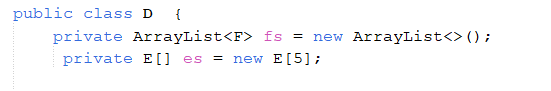 public class D  {
    private ArrayList<F> fs = new ArrayList<>();
     private E[] es = new E[5];